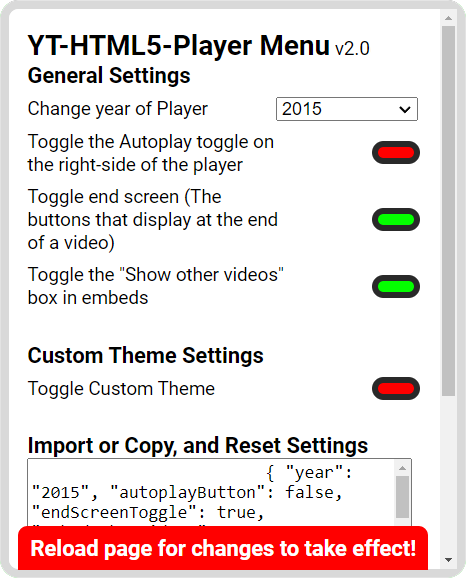 YT-HTML5-Player Menu v2.0
General Settings
Change year of Player 2015
Toggle the Autoplay toggle on
the right-side of the player
Toggle end screen (The
buttons that display at the end
of a video)
Toggle the "Show other videos"
box in embeds
Custom Theme Settings
Toggle Custom Theme
Import or Copy, and Reset Settings
{ "year":
"2015", "autoplayButton": false,
"endScreenToggle": true,
Reload page for changes to take effect!